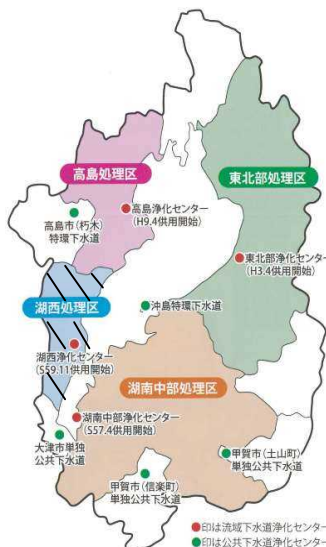 高島処理区
東北部処理区
高島市(朽木)
特環下水道
高島浄化センター
(H9.4供用開始)
東北部浄化センター
(H3.4供用開始)
湖西処理区
沖島特環下水道
湖西浄化センター
(S59.11供用開始)
湖南中部処理区
湖南中部浄化センター
(S57.4供用開始)
大津市単独
公共下水道
甲賀市(土山町)
単独公共下水道
甲賀市(信楽町)
単独公共下水道
●印は流域下水道浄化センター
●印は公共下水道浄化センター